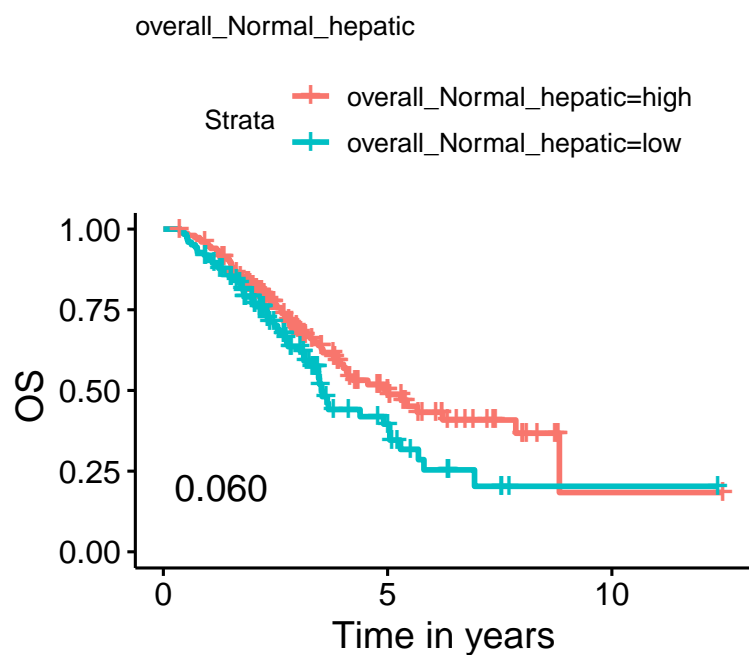 overall_Normal_hepatic
Strata
overall_Normal_hepatic=high
overall_Normal_hepatic=low
1.00
0.75
0.50
0.25
0.00
OS
0.060
0
5
10
Time in years